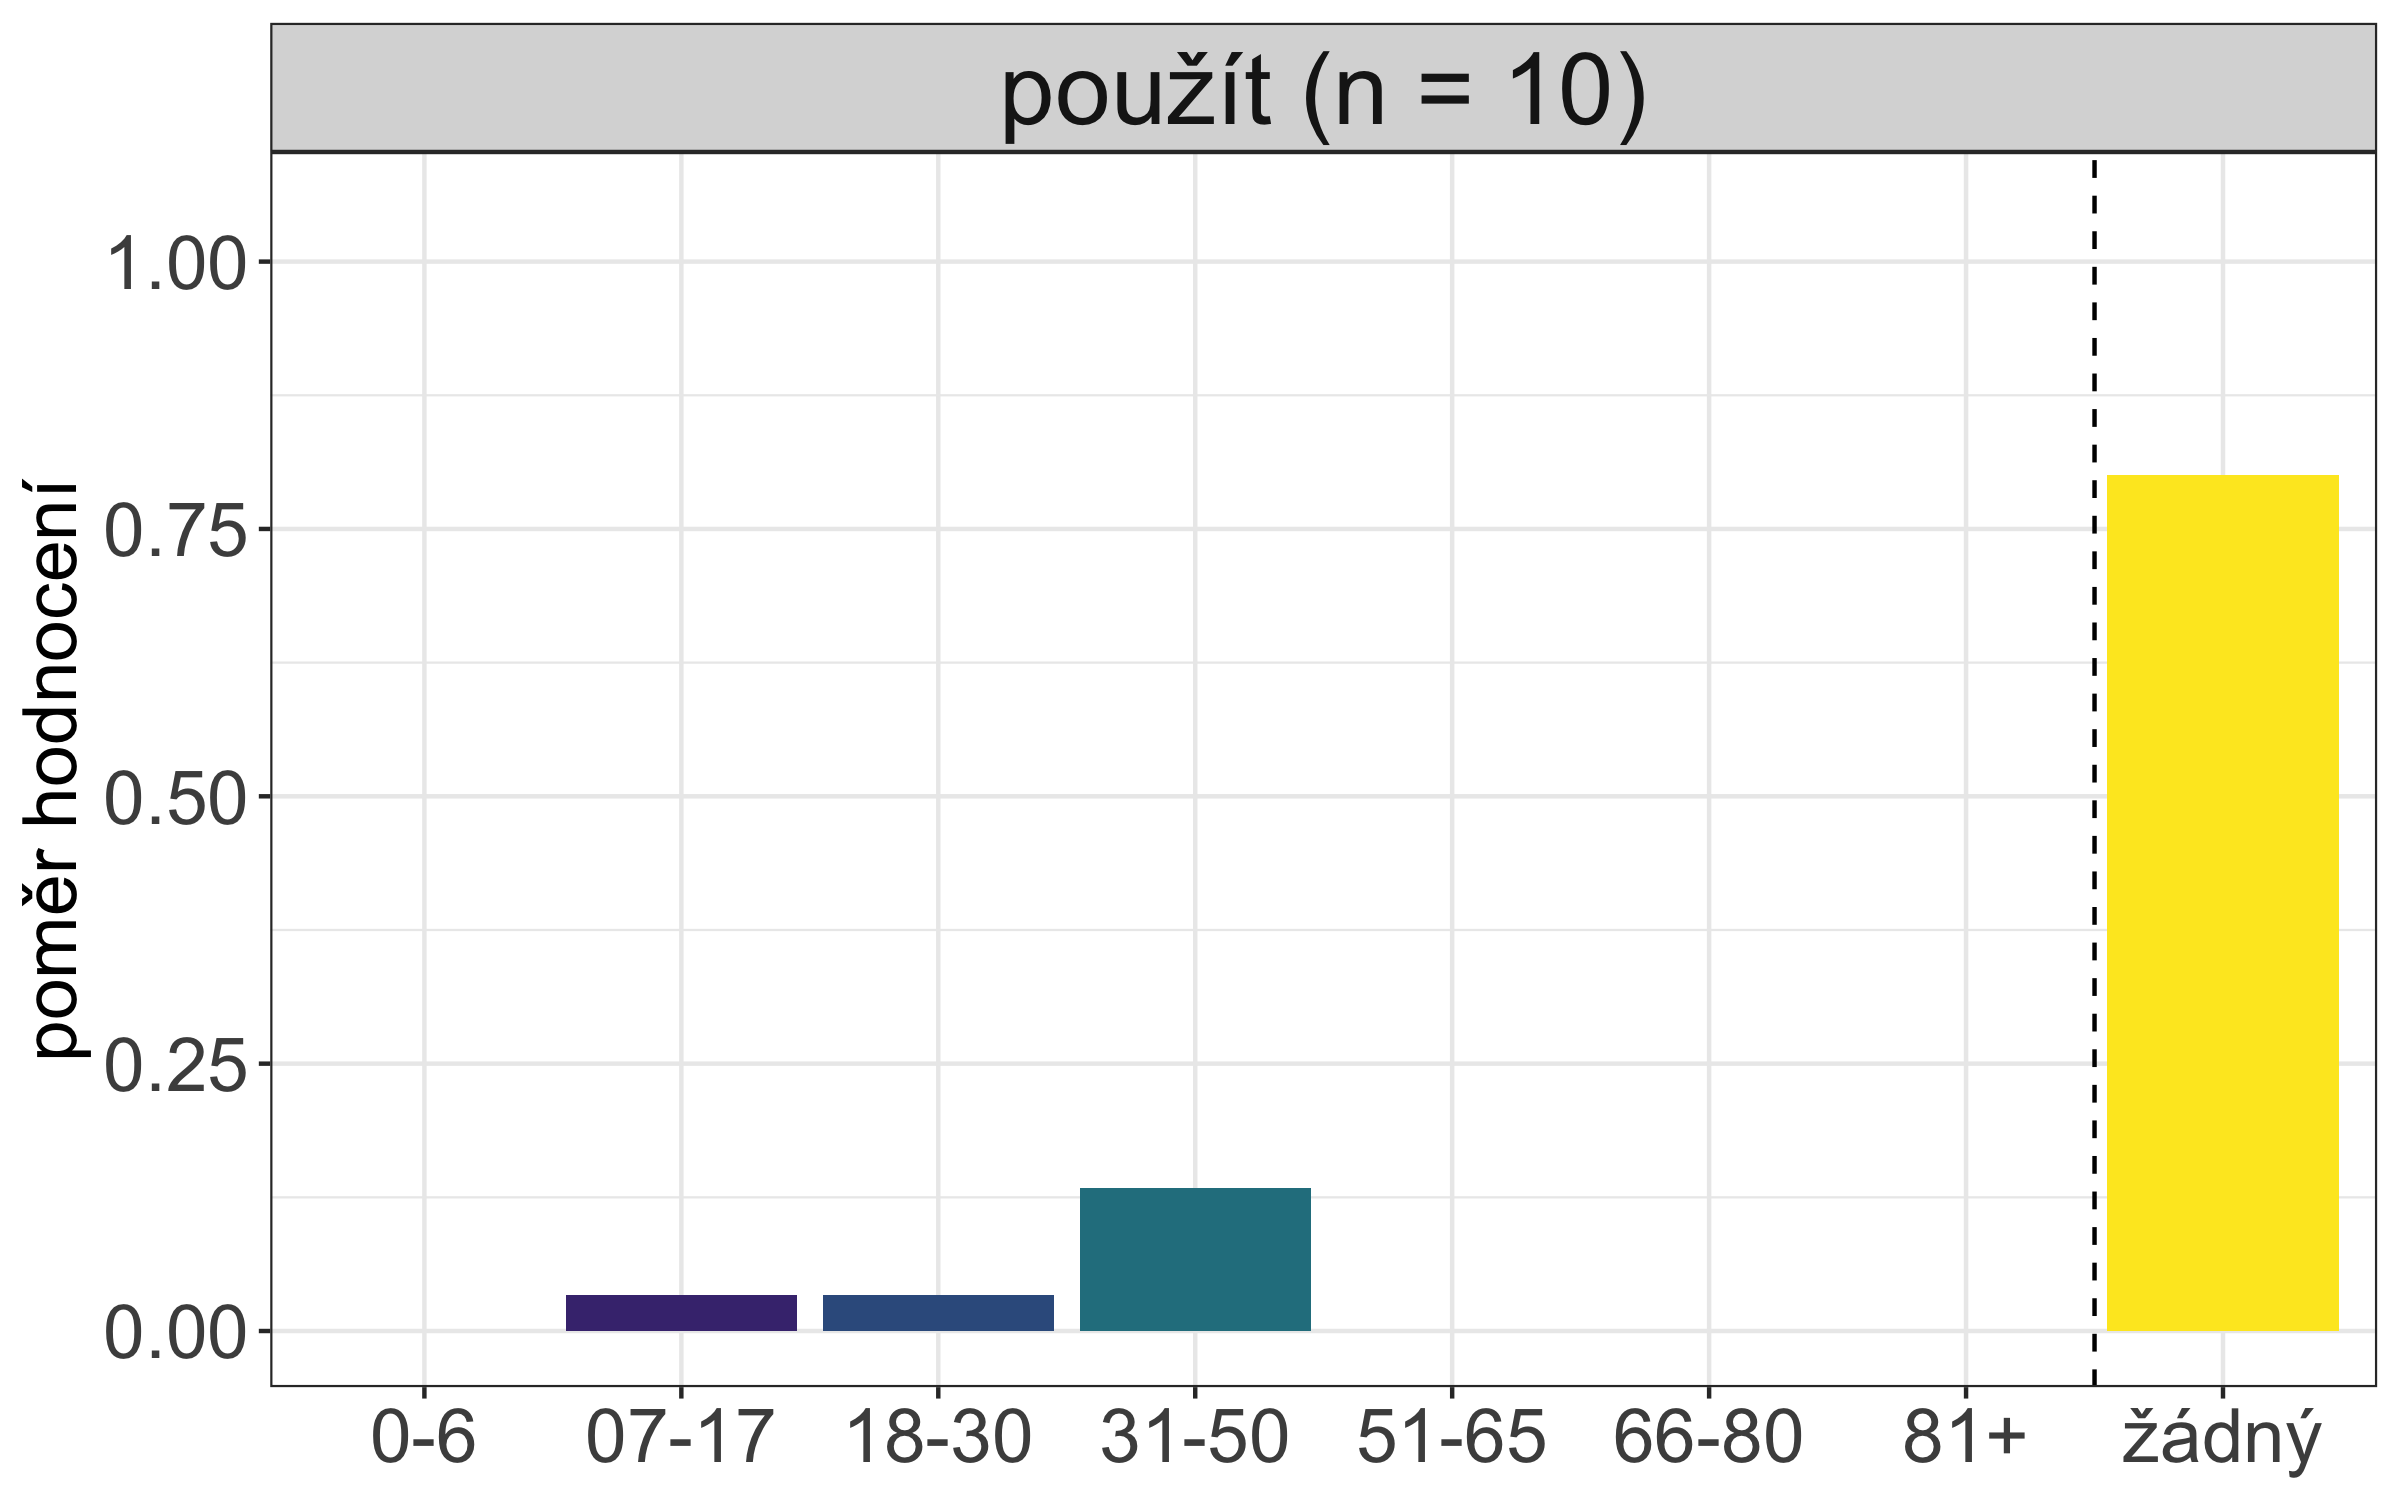 použít (n = 10)
poměr hodnocení
1.00
0.75
0.50
0.25
0.00
0-6 07-17 18-30 31-50 51-65 66-80 81+ žádný